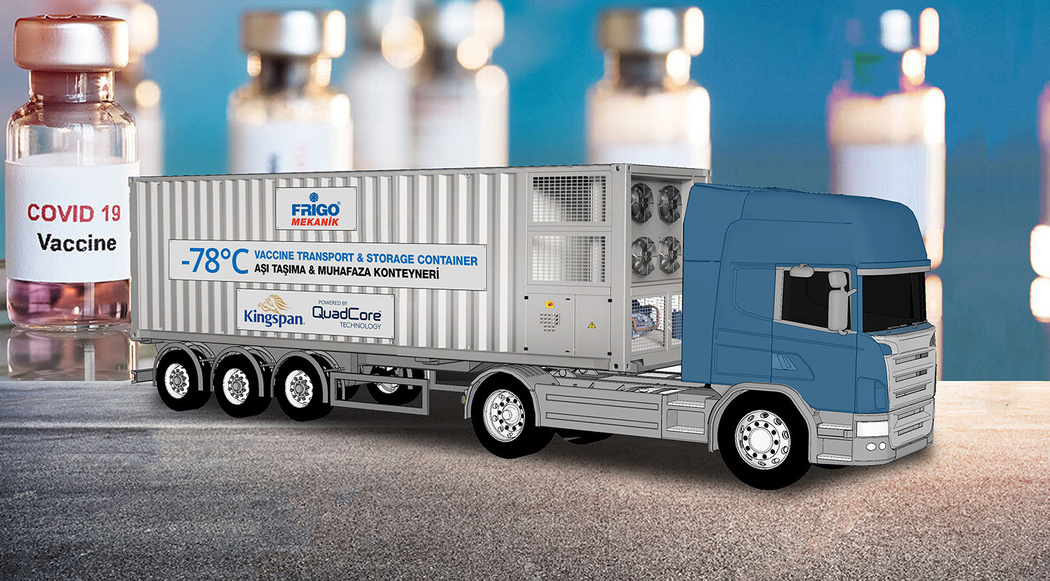 COVID 19
Vaccine
FRIGO
MEKANİK
-78°C
VACCINE TRANSPORT & STORAGE CONTAINER
AŞI TAŞIMA & MUHAFAZA KONTEYNERİ
Kingspan.
POWERED BY
QuadCore
TECHNOLOGY